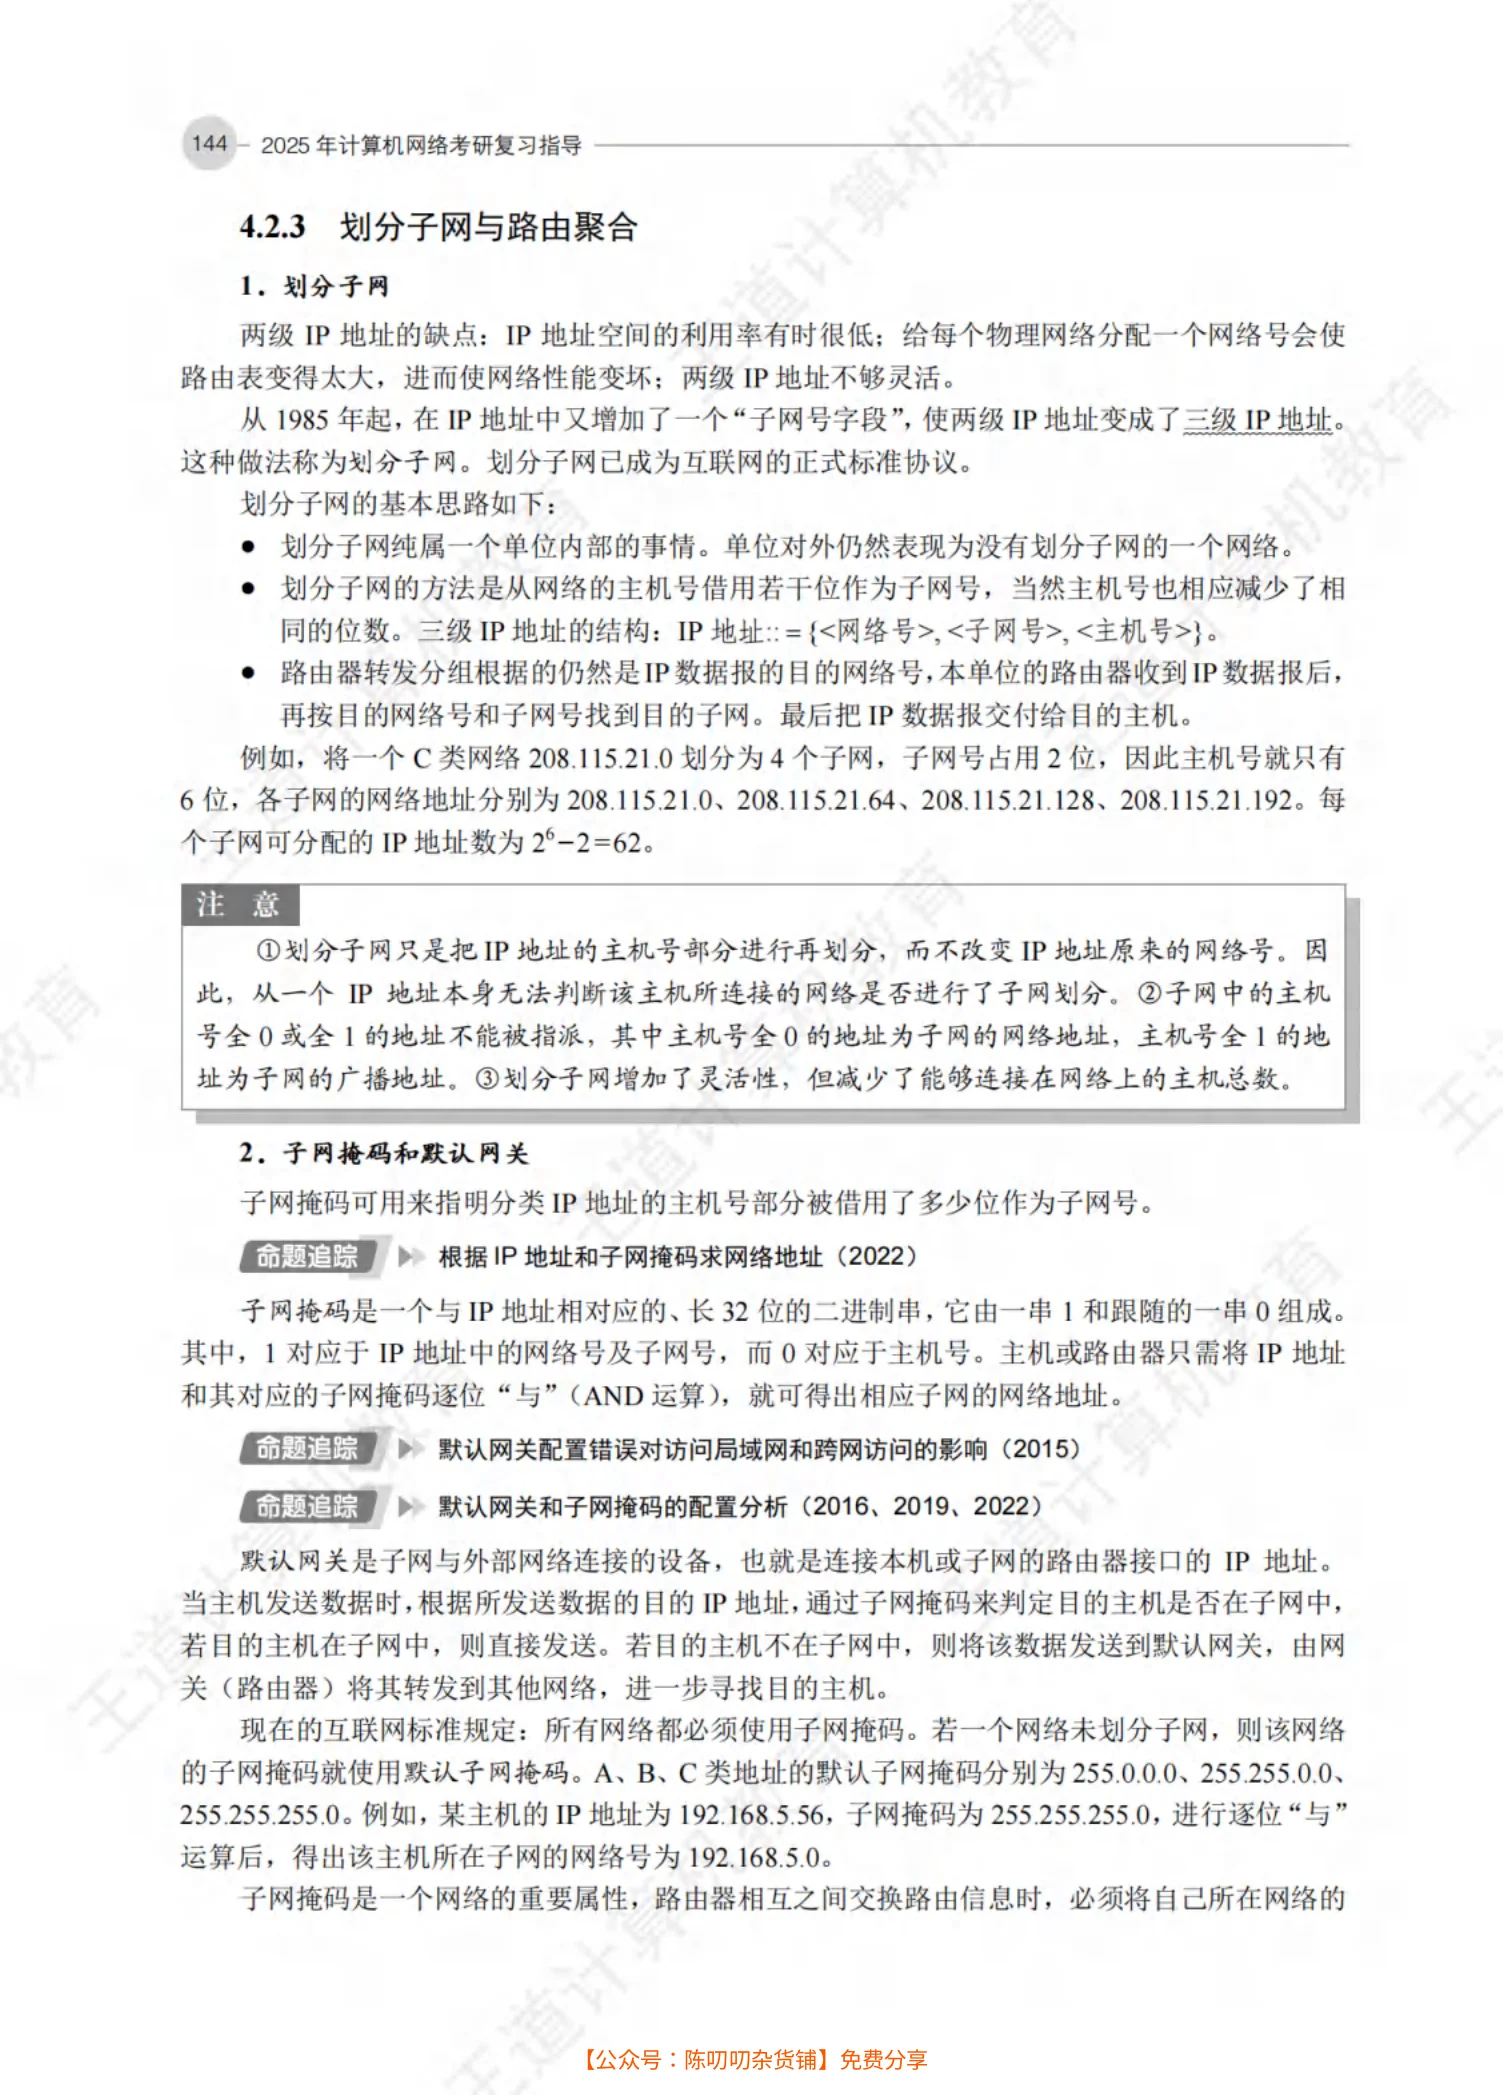 144 2025 年计算机网络考研复习指导
4.2.3 划分子网与路由聚合
1．划分子网
两级 IP 地址的缺点：IP 地址空间的利用率有时很低；给每个物理网络分配一个网络号会使
路由表变得太大，进而使网络性能变坏；两级 IP 地址不够灵活。
从 1985 年起，在 IP 地址中又增加了一个“子网号字段”，使两级 IP 地址变成了三级 IP 地址。
这种做法称为划分子网。划分子网已成为互联网的正式标准协议。
划分子网的基本思路如下：
● 划分子网纯属一个单位内部的事情。单位对外仍然表现为没有划分子网的一个网络。
● 划分子网的方法是从网络的主机号借用若干位作为子网号，当然主机号也相应减少了相
同的位数。三级 IP 地址的结构：IP 地址::= {<网络号>, <子网号>, <主机号>}。
● 路由器转发分组根据的仍然是 IP 数据报的目的网络号，本单位的路由器收到 IP 数据报后，
再按目的网络号和子网号找到目的子网。最后把 IP 数据报交付给目的主机。
例如，将一个 C 类网络 208.115.21.0 划分为 4 个子网，子网号占用 2 位，因此主机号就只有
6 位，各子网的网络地址分别为 208.115.21.0、208.115.21.64、208.115.21.128、208.115.21.192。每
个子网可分配的 IP 地址数为 2⁶−2=62。
注 意
①划分子网只是把 IP 地址的主机号部分进行再划分，而不改变 IP 地址原来的网络号。因
此，从一个 IP 地址本身无法判断该主机所连接的网络是否进行了子网划分。②子网中的主机
号全 0 或全 1 的地址不能被指派，其中主机号全 0 的地址为子网的网络地址，主机号全 1 的地
址为子网的广播地址。③划分子网增加了灵活性，但减少了能够连接在网络上的主机总数。
2．子网掩码和默认网关
子网掩码可用来指明分类 IP 地址的主机号部分被借用了多少位作为子网号。
命题追踪 根据 IP 地址和子网掩码求网络地址（2022）
子网掩码是一个与 IP 地址相对应的、长 32 位的二进制串，它由一串 1 和跟随的一串 0 组成。
其中，1 对应于 IP 地址中的网络号及子网号，而 0 对应于主机号。主机或路由器只需将 IP 地址
和其对应的子网掩码逐位“与”（AND 运算），就可得出相应子网的网络地址。
命题追踪 默认网关配置错误对访问局域网和跨网访问的影响（2015）
命题追踪 默认网关和子网掩码的配置分析（2016、2019、2022）
默认网关是子网与外部网络连接的设备，也就是连接本机或子网的路由器接口的 IP 地址。
当主机发送数据时，根据所发送数据的目的 IP 地址，通过子网掩码来判定目的主机是否在子网中，
若目的主机在子网中，则直接发送。若目的主机不在子网中，则将该数据发送到默认网关，由网
关（路由器）将其转发到其他网络，进一步寻找目的主机。
现在的互联网标准规定：所有网络都必须使用子网掩码。若一个网络未划分子网，则该网络
的子网掩码就使用默认子网掩码。A、B、C 类地址的默认子网掩码分别为 255.0.0.0、255.255.0.0、
255.255.255.0。例如，某主机的 IP 地址为 192.168.5.56，子网掩码为 255.255.255.0，进行逐位“与”
运算后，得出该主机所在子网的网络号为 192.168.5.0。
子网掩码是一个网络的重要属性，路由器相互之间交换路由信息时，必须将自己所在网络的
【公众号：陈叨叨杂货铺】免费分享
王道计算机教育